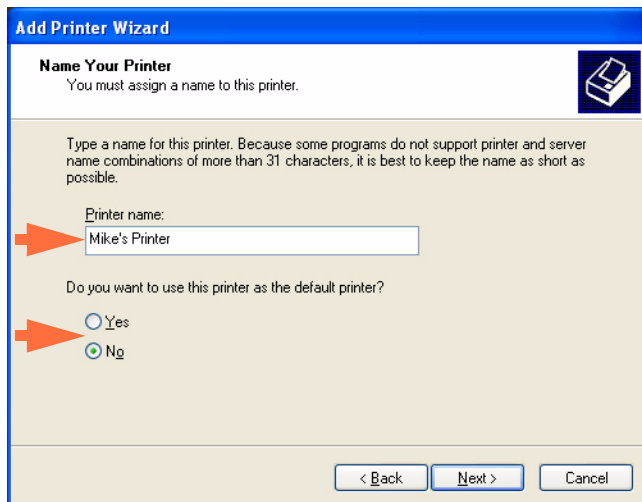 Add Printer Wizard
Name Your Printer
You must assign a name to this printer.
Type a name for this printer. Because some programs do not support printer and server
name combinations of more than 31 characters, it is best to keep the name as short as
possible.
Printer name:
Mike's Printer
Do you want to use this printer as the default printer?
Yes
No
< Back
Next >
Cancel